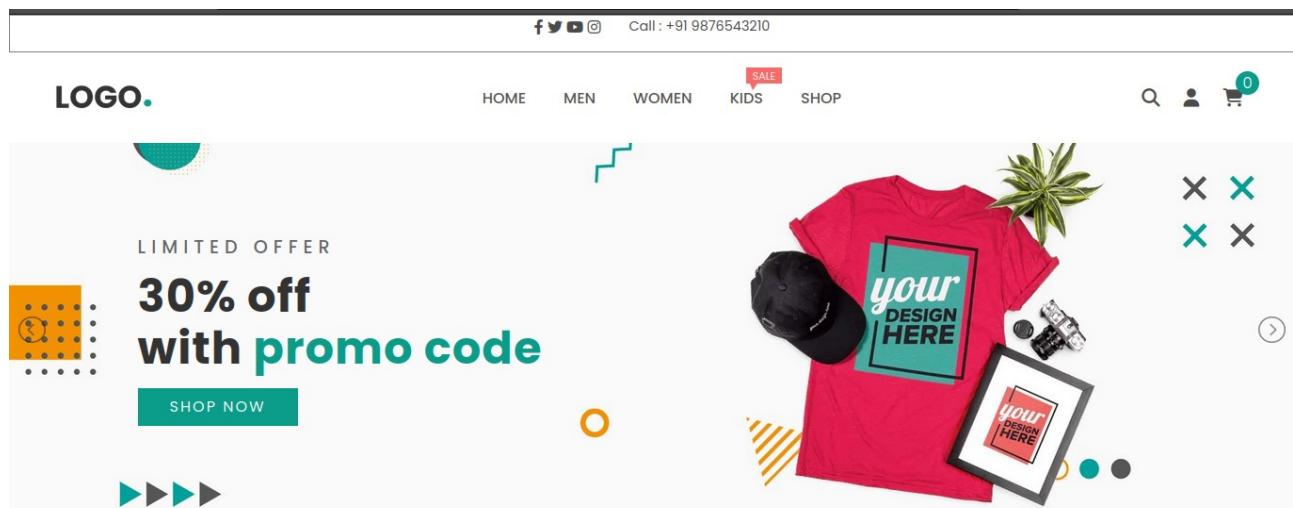 Call : +91 9876543210
LOGO.
HOME MEN WOMEN KIDS SHOP
SALE
0
LIMITED OFFER
30% off
with promo code
SHOP NOW
your
DESIGN
HERE
your
DESIGN
HERE